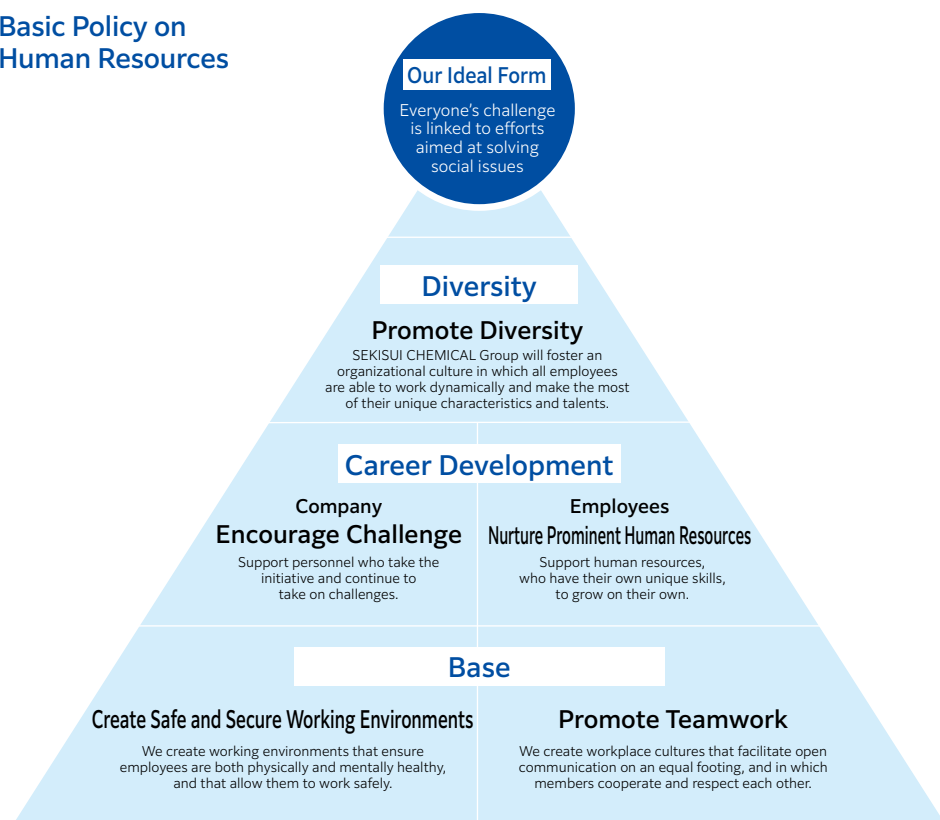 Basic Policy on
Human Resources
Our Ideal Form
Everyone's challenge
is linked to efforts
aimed at solving
social issues
Diversity
Promote Diversity
SEKISUI CHEMICAL Group will foster an
organizational culture in which all employees
are able to work dynamically and make the most
of their unique characteristics and talents.
Career Development
Company
Encourage Challenge
Support personnel who take the
initiative and continue to
take on challenges.
Employees
Nurture Prominent Human Resources
Support human resources,
who have their own unique skills,
to grow on their own.
Base
Create Safe and Secure Working Environments
We create working environments that ensure
employees are both physically and mentally healthy,
and that allow them to work safely.
Promote Teamwork
We create workplace cultures that facilitate open
communication on an equal footing, and in which
members cooperate and respect each other.